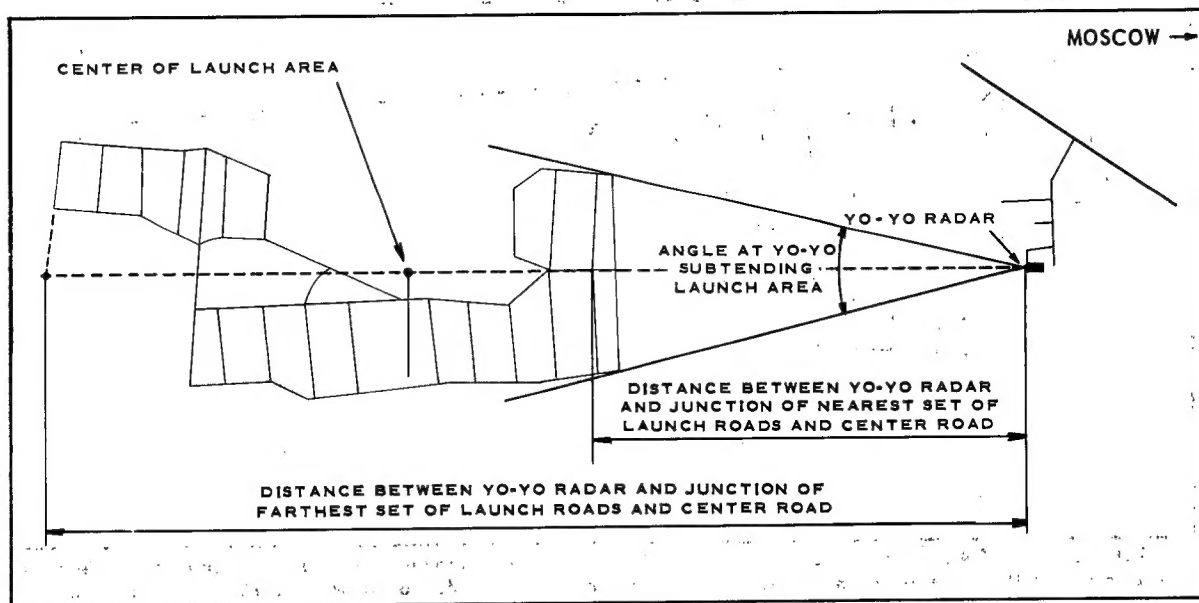 MOSCOW
CENTER OF LAUNCH AREA
YO-YO RADAR
ANGLE AT YO-YO
SUBTENDING
LAUNCH AREA
DISTANCE BETWEEN YO-YO RADAR
AND JUNCTION OF NEAREST SET OF
LAUNCH ROADS AND CENTER ROAD
DISTANCE BETWEEN YO-YO RADAR AND JUNCTION OF
FARTHEST SET OF LAUNCH ROADS AND CENTER ROAD